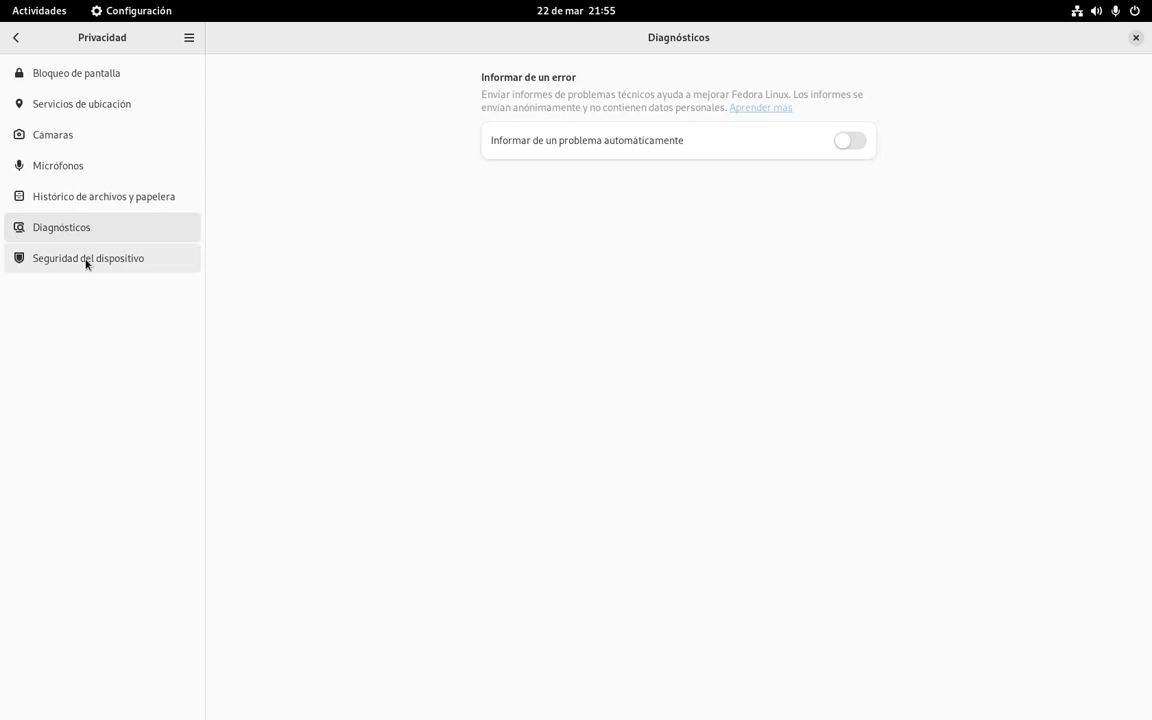 Actividades
Configuración
22 de mar 21:55
Privacidad
Diagnósticos
Bloqueo de pantalla
Servicios de ubicación
Cámaras
Micrófonos
Histórico de archivos y papelera
Diagnósticos
Seguridad del dispositivo
Informar de un error
Enviar informes de problemas técnicos ayuda a mejorar Fedora Linux. Los informes se
envían anónimamente y no contienen datos personales. Aprender más
Informar de un problema automáticamente